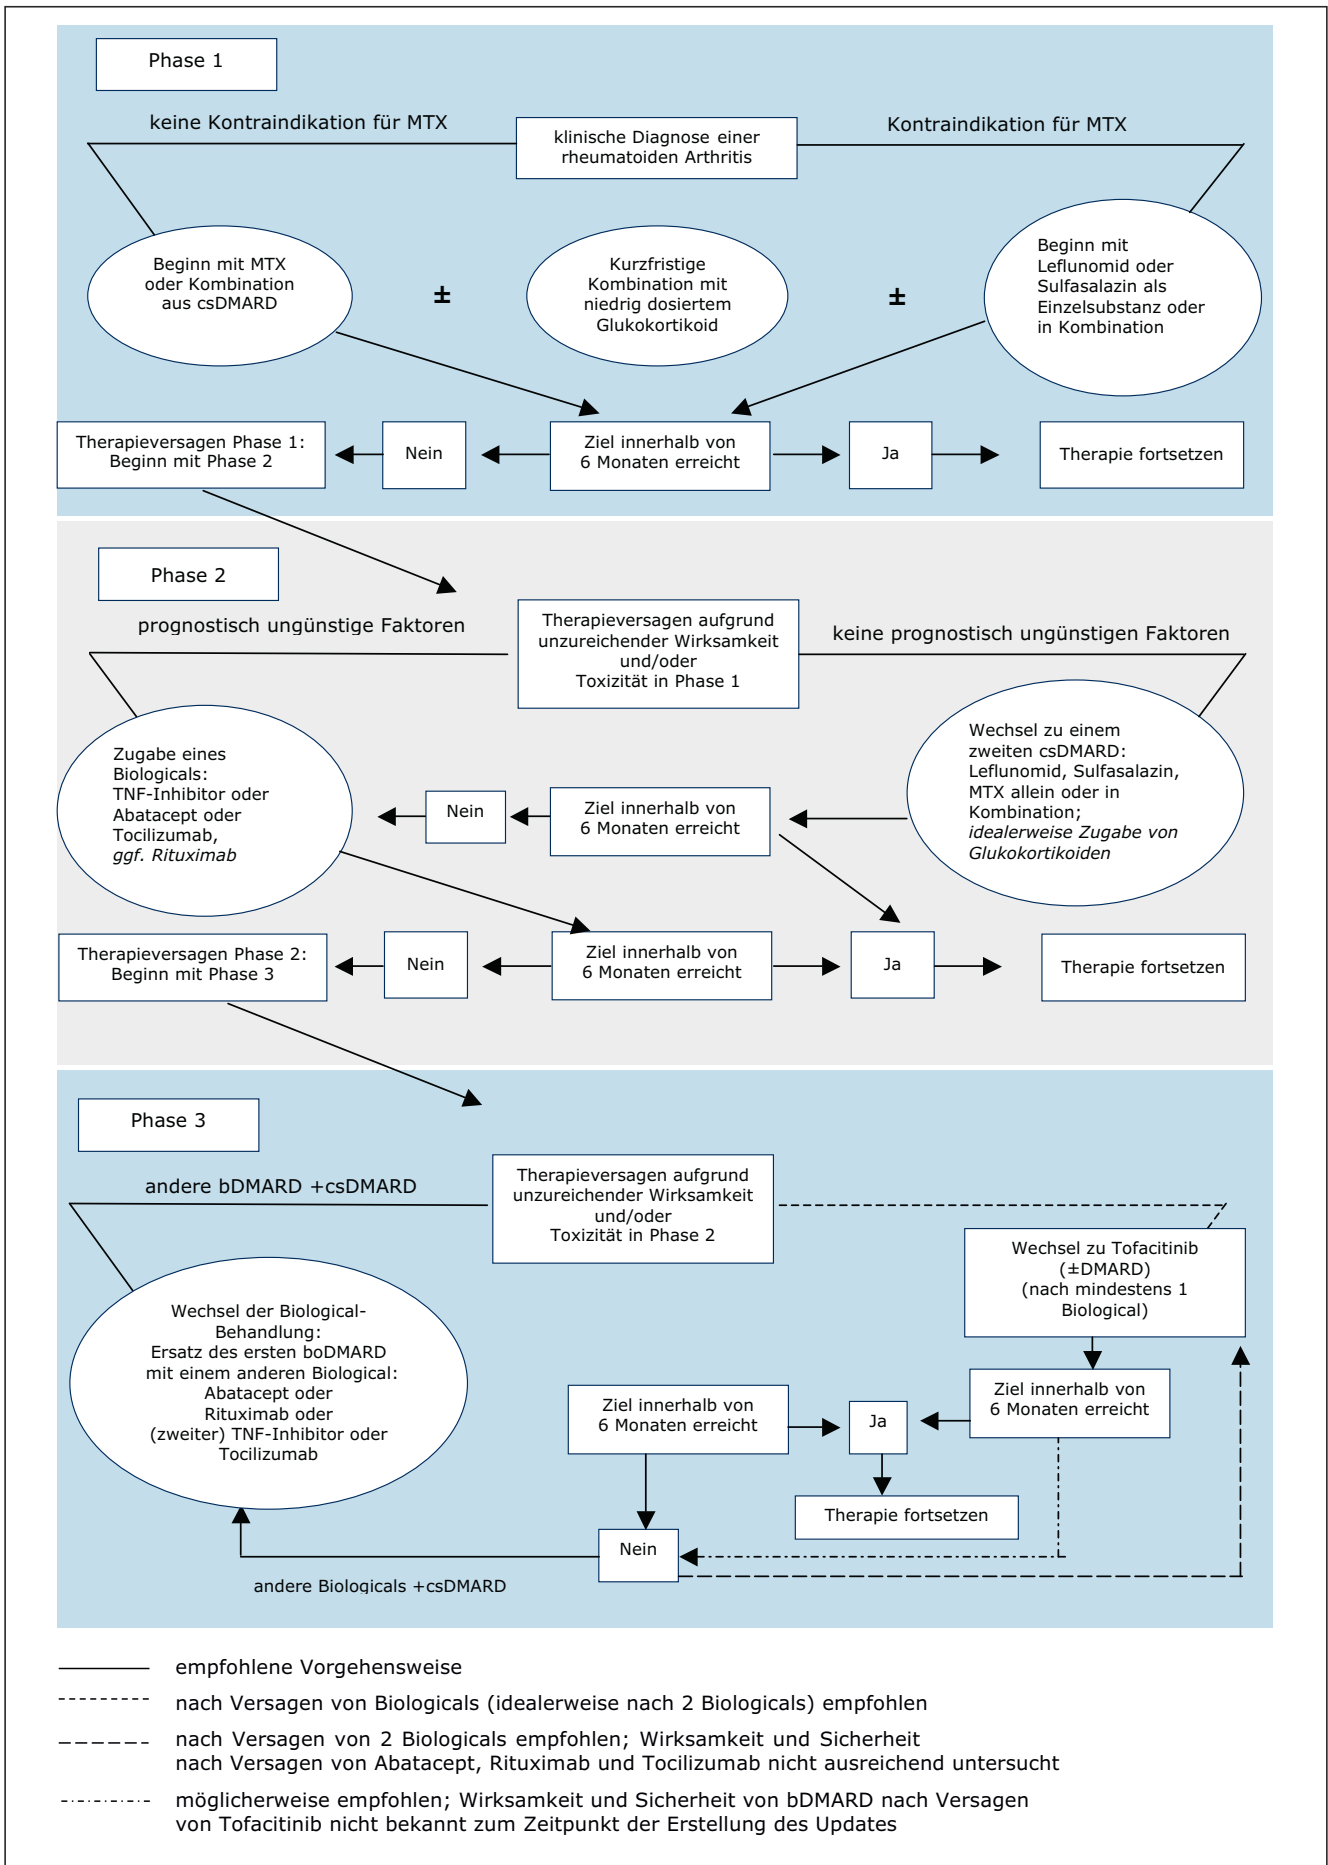 Phase 1
keine Kontraindikation für MTX
klinische Diagnose einer
rheumatoiden Arthritis
Kontraindikation für MTX
Beginn mit MTX
oder Kombination
aus csDMARD
±
Kurzfristige
Kombination mit
niedrig dosiertem
Glukokortikoid
±
Beginn mit
Leflunomid oder
Sulfasalazin als
Einzelsubstanz oder
in Kombination
Therapieversagen Phase 1:
Beginn mit Phase 2
Nein
Ziel innerhalb von
6 Monaten erreicht
Ja
Therapie fortsetzen
Phase 2
prognostisch ungünstige Faktoren
Therapieversagen aufgrund
unzureichender Wirksamkeit
und/oder
Toxizität in Phase 1
keine prognostisch ungünstigen Faktoren
Zugabe eines
Biologicals:
TNF-Inhibitor oder
Abatacept oder
Tocilizumab,
ggf. Rituximab
Nein
Ziel innerhalb von
6 Monaten erreicht
Wechsel zu einem
zweiten csDMARD:
Leflunomid, Sulfasalazin,
MTX allein oder in
Kombination;
idealerweise Zugabe von
Glukokortikoiden
Therapieversagen Phase 2:
Beginn mit Phase 3
Nein
Ziel innerhalb von
6 Monaten erreicht
Ja
Therapie fortsetzen
Phase 3
andere bDMARD +csDMARD
Therapieversagen aufgrund
unzureichender Wirksamkeit
und/oder
Toxizität in Phase 2
Wechsel zu Tofacitinib
(±DMARD)
(nach mindestens 1
Biological)
Wechsel der Biological-
Behandlung:
Ersatz des ersten boDMARD
mit einem anderen Biological:
Abatacept oder
Rituximab oder
(zweiter) TNF-Inhibitor oder
Tocilizumab
Ziel innerhalb von
6 Monaten erreicht
Ja
Ziel innerhalb von
6 Monaten erreicht
Therapie fortsetzen
Nein
andere Biologicals +csDMARD
empfohlene Vorgehensweise
nach Versagen von Biologicals (idealerweise nach 2 Biologicals) empfohlen
nach Versagen von 2 Biologicals empfohlen; Wirksamkeit und Sicherheit
nach Versagen von Abatacept, Rituximab und Tocilizumab nicht ausreichend untersucht
möglicherweise empfohlen; Wirksamkeit und Sicherheit von bDMARD nach Versagen
von Tofacitinib nicht bekannt zum Zeitpunkt der Erstellung des Updates